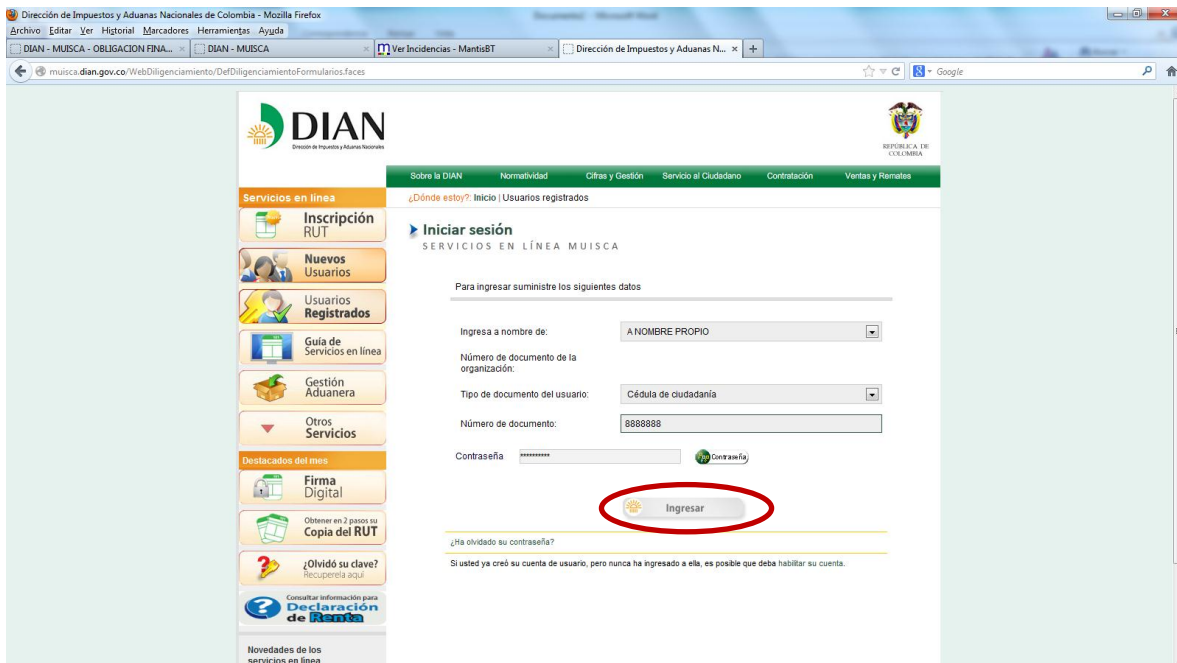 Dirección de Impuestos y Aduanas Nacionales de Colombia - Mozilla Firefox
Archivo Editar Ver Historial Marcadores Herramientas Ayuda
DIAN - MUISCA - OBLIGACION FINA...
DIAN - MUISCA
Ver Incidencias - MantisBT
Dirección de Impuestos y Aduanas N...
muisca.dian.gov.co/WebDiligenciamiento/DefDiligenciamientoFormularios.faces
Google
DIAN
Dirección de Impuestos y Aduanas Nacionales
REPÚBLICA DE
COLOMBIA
Sobre la DIAN Normatividad Cifras y Gestión Servicio al Ciudadano Contratación Ventas y Remates
Servicios en línea
¿Dónde estoy?: Inicio | Usuarios registrados
Inscripción
RUT
Nuevos
Usuarios
Usuarios
Registrados
Guía de
Servicios en línea
Gestión
Aduanera
Otros
Servicios
Destacados del mes
Firma
Digital
Obtener en 2 pasos su
Copia del RUT
¿Olvidó su clave?
Recuperela aquí
Consultar información para
Declaración
de Renta
Novedades de los
servicios en línea
Iniciar sesión
SERVICIOS EN LÍNEA MUISCA
Para ingresar suministre los siguientes datos
Ingresa a nombre de: A NOMBRE PROPIO
Número de documento de la
organización:
Tipo de documento del usuario: Cédula de ciudadanía
Número de documento: 8888888
Contraseña ********** Contraseña
Ingresar
¿Ha olvidado su contraseña?
Si usted ya creó su cuenta de usuario, pero nunca ha ingresado a ella, es posible que deba habilitar su cuenta.